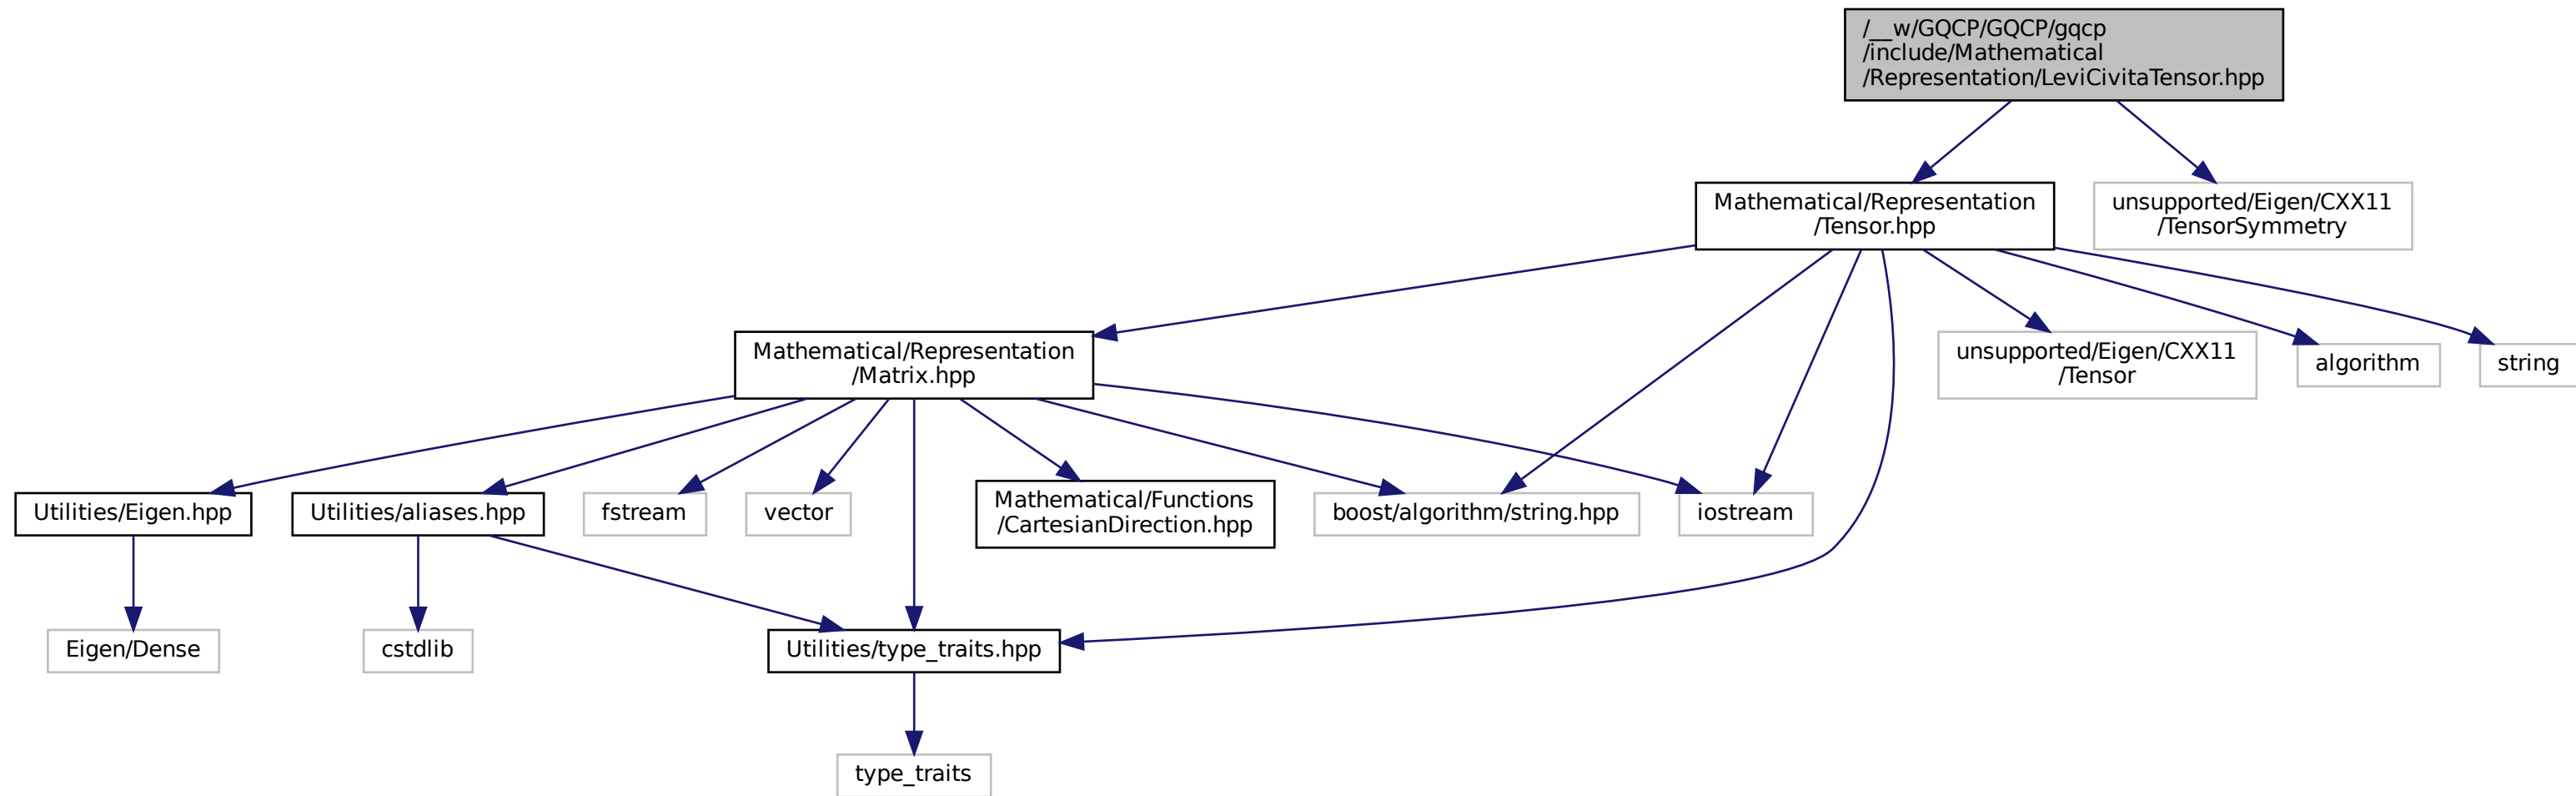 /__w/GQCP/GQCP/gqcp
/include/Mathematical
/Representation/LeviCivitaTensor.hpp
Mathematical/Representation
/Tensor.hpp
unsupported/Eigen/CXX11
/TensorSymmetry
Mathematical/Representation
/Matrix.hpp
unsupported/Eigen/CXX11
/Tensor
algorithm
string
Utilities/Eigen.hpp
Utilities/aliases.hpp
fstream
vector
Mathematical/Functions
/CartesianDirection.hpp
boost/algorithm/string.hpp
iostream
Eigen/Dense
cstdlib
Utilities/type_traits.hpp
type_traits